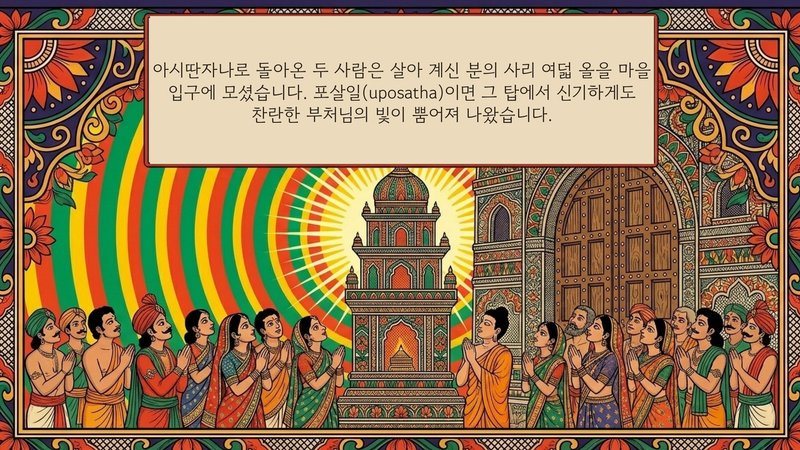 아시딴자나로 돌아온 두 사람은 살아 계신 분의 사리 여덟 올을 마을
입구에 모셨습니다. 포살일(uposatha)이면 그 탑에서 신기하게도
찬란한 부처님의 빛이 뿜어져 나왔습니다.